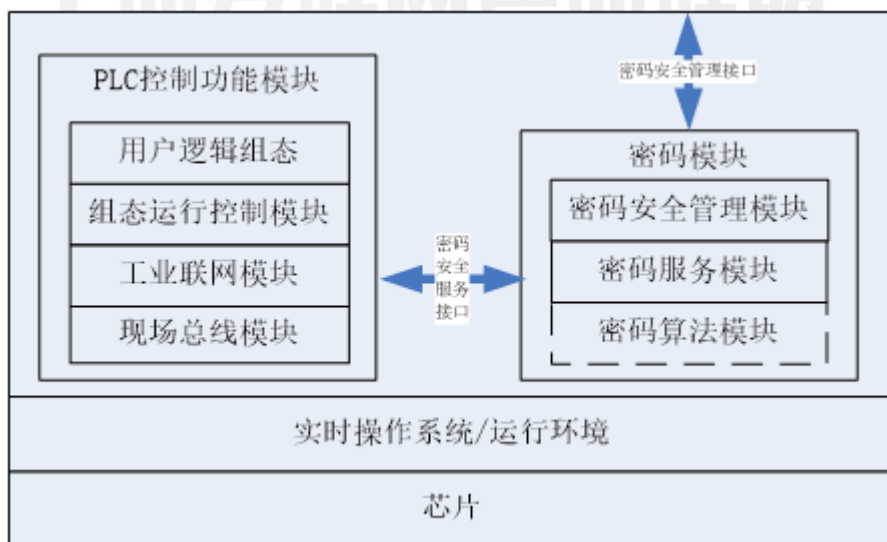 密码安全管理接口
PLC控制功能模块
用户逻辑组态
组态运行控制模块
工业联网模块
现场总线模块
密码
安全
服务
接口
密码模块
密码安全管理模块
密码服务模块
密码算法模块
实时操作系统/运行环境
芯片